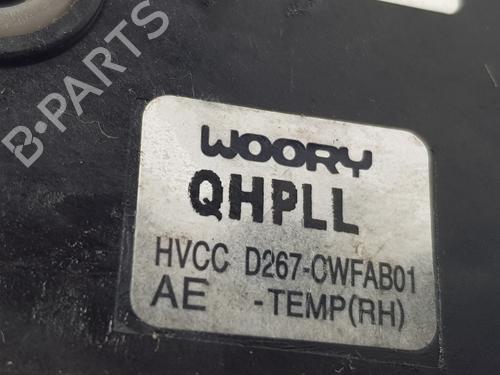 B-PARTS
WOORY
QHPLL
HVCC D267-CWFAB01
AE -TEMP(RH)